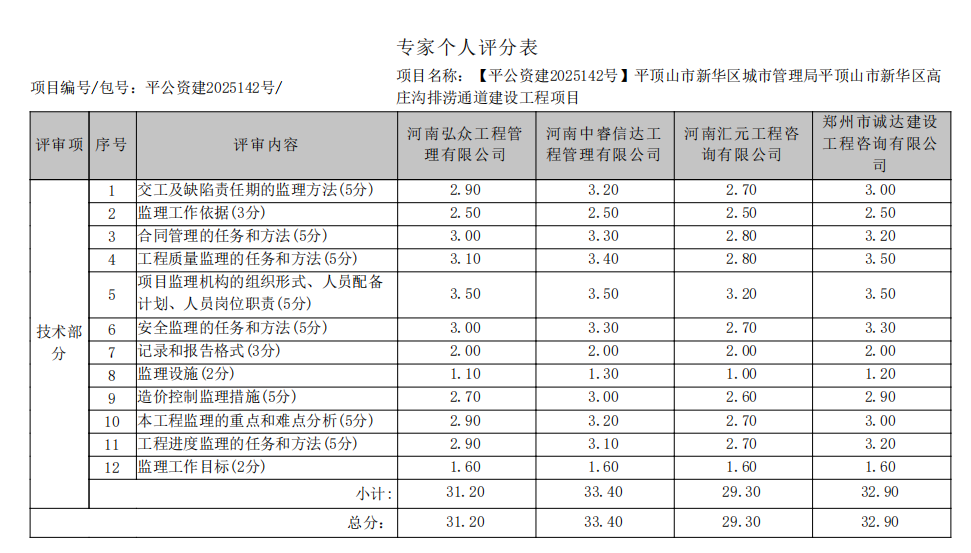 专家个人评分表
项目编号/包号：平公资建2025142号/
项目名称：【平公资建2025142号】平顶山市新华区城市管理局平顶山市新华区高
庄沟排涝通道建设工程项目
评审项 序号 评审内容 河南弘众工程管理有限公司 河南中睿信达工程管理有限公司 河南汇元工程咨询有限公司 郑州市诚达建设工程咨询有限公司
技术部分
1 交工及缺陷责任期的监理方法(5分) 2.90 3.20 2.70 3.00
2 监理工作依据(3分) 2.50 2.50 2.50 2.50
3 合同管理的任务和方法(5分) 3.00 3.30 2.80 3.20
4 工程质量监理的任务和方法(5分) 3.10 3.40 2.80 3.50
5 项目监理机构的组织形式、人员配备
计划、人员岗位职责(5分) 3.50 3.50 3.20 3.50
6 安全监理的任务和方法(5分) 3.00 3.30 2.70 3.30
7 记录和报告格式(3分) 2.00 2.00 2.00 2.00
8 监理设施(2分) 1.10 1.30 1.00 1.20
9 造价控制监理措施(5分) 2.70 3.00 2.60 2.90
10 本工程监理的重点和难点分析(5分) 2.90 3.20 2.70 3.00
11 工程进度监理的任务和方法(5分) 2.90 3.10 2.70 3.20
12 监理工作目标(2分) 1.60 1.60 1.60 1.60
小计: 31.20 33.40 29.30 32.90
总分: 31.20 33.40 29.30 32.90